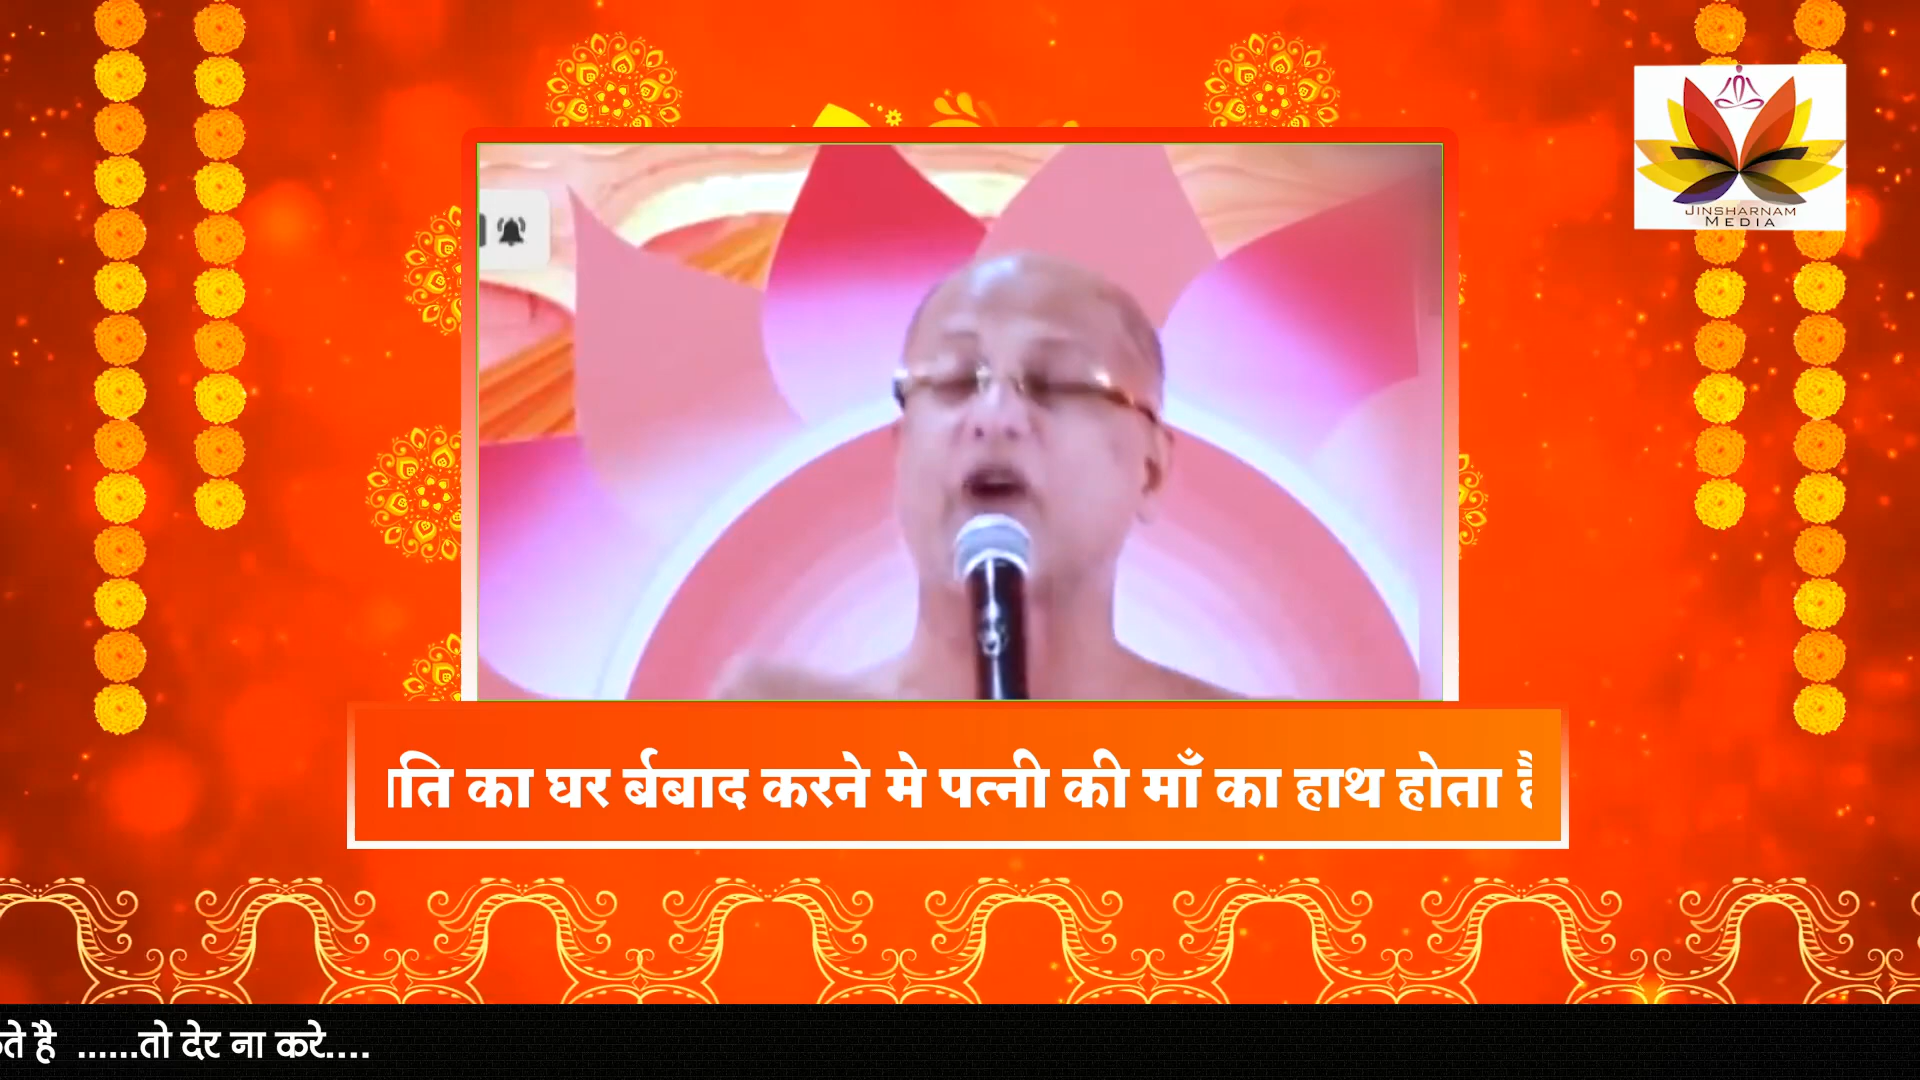 JINSHARNAM
MEDIA
ति का घर र्बबाद करने मे पत्नी की माँ का हाथ होता है
ते है ......तो देर ना करे....